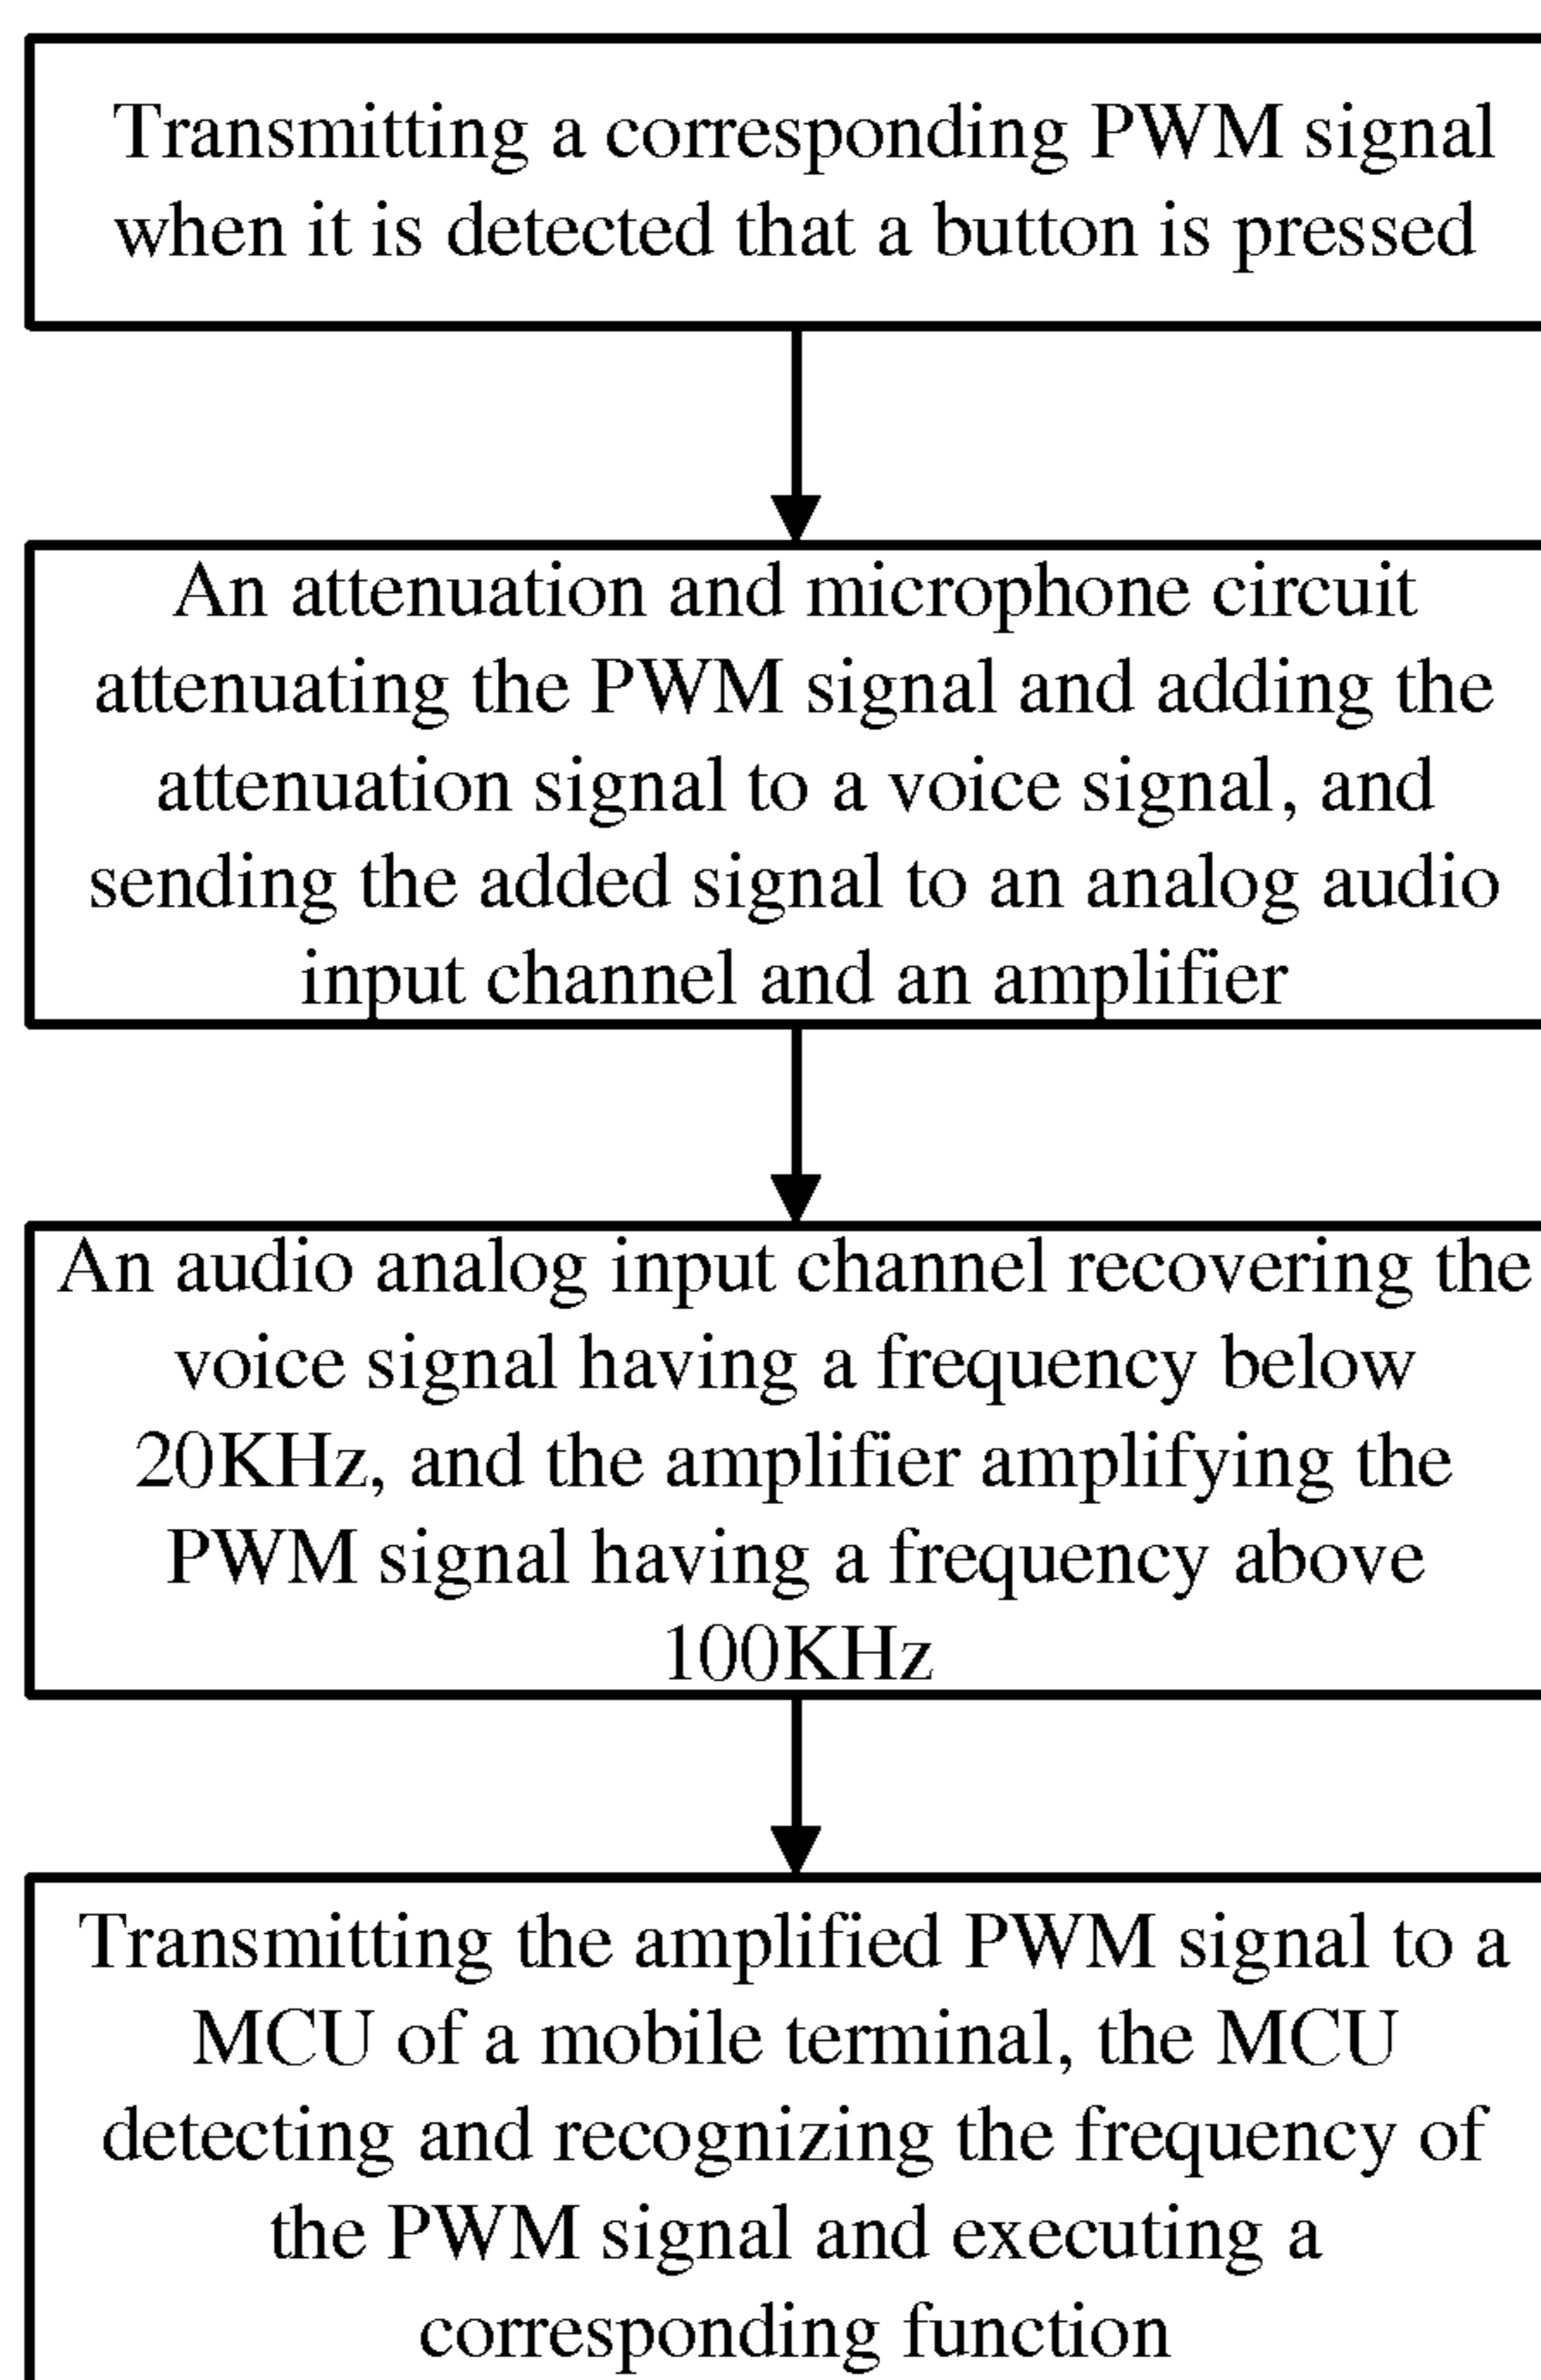 Transmitting a corresponding PWM signal
when it is detected that a button is pressed
An attenuation and microphone circuit
attenuating the PWM signal and adding the
attenuation signal to a voice signal, and
sending the added signal to an analog audio
input channel and an amplifier
An audio analog input channel recovering the
voice signal having a frequency below
20KHz, and the amplifier amplifying the
PWM signal having a frequency above
100KHz
Transmitting the amplified PWM signal to a
MCU of a mobile terminal, the MCU
detecting and recognizing the frequency of
the PWM signal and executing a
corresponding function